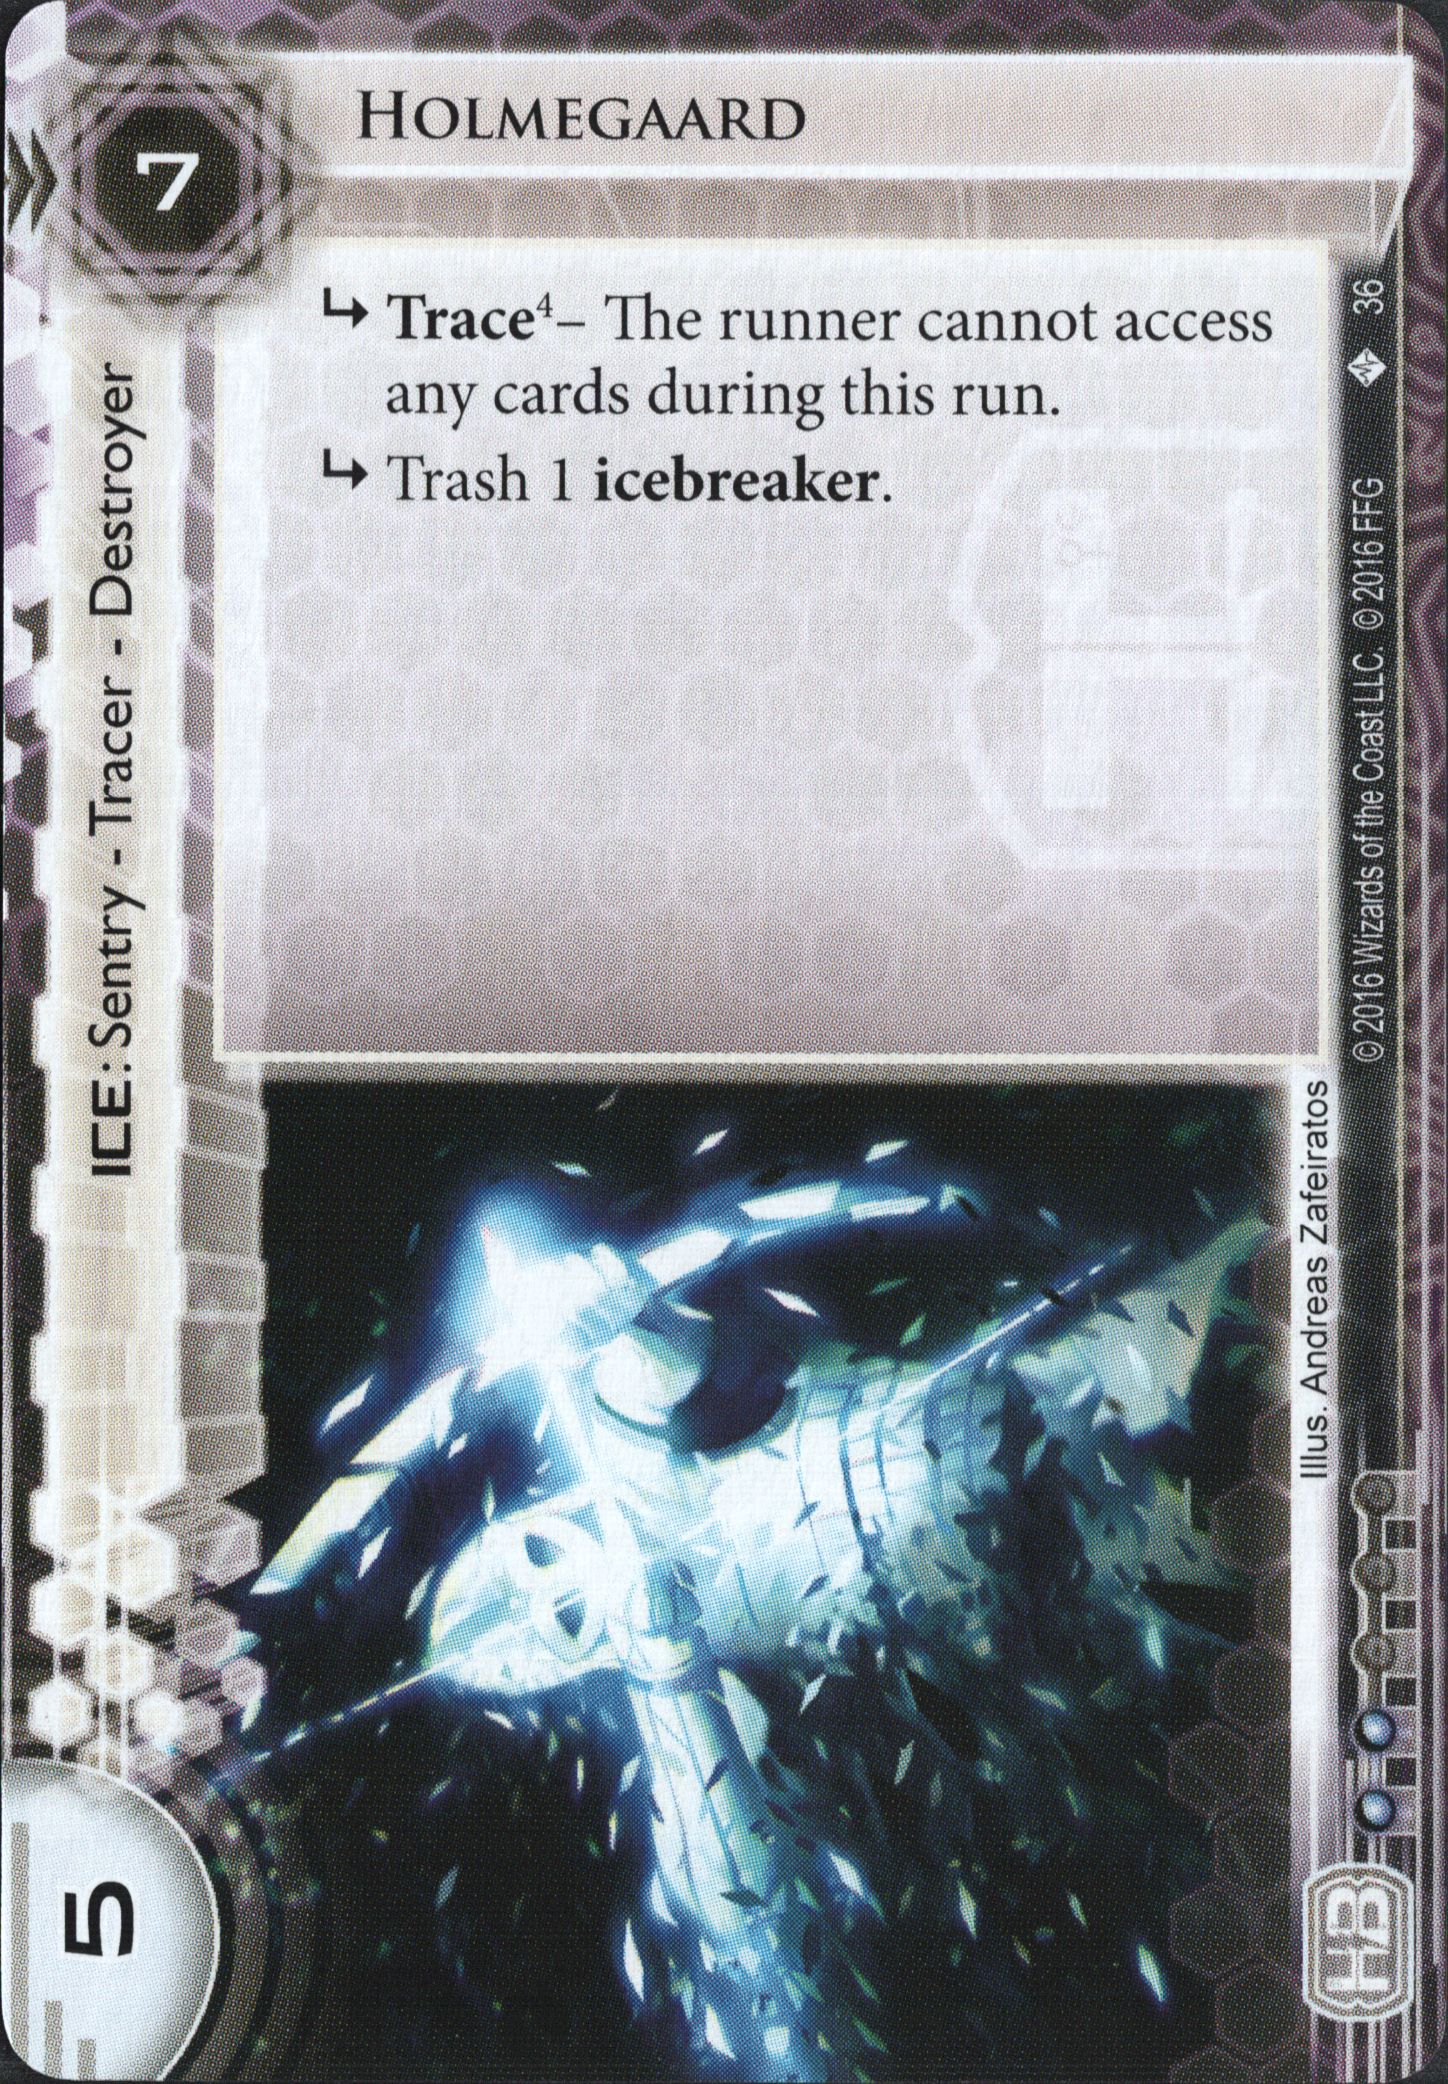 HOLMEGAARD
7
↳ Trace⁴– The runner cannot access
any cards during this run.
↳ Trash 1 icebreaker.
ICE: Sentry - Tracer - Destroyer
5
36
© 2016 Wizards of the Coast LLC. © 2016 FFG
Illus. Andreas Zafeiratos
HB